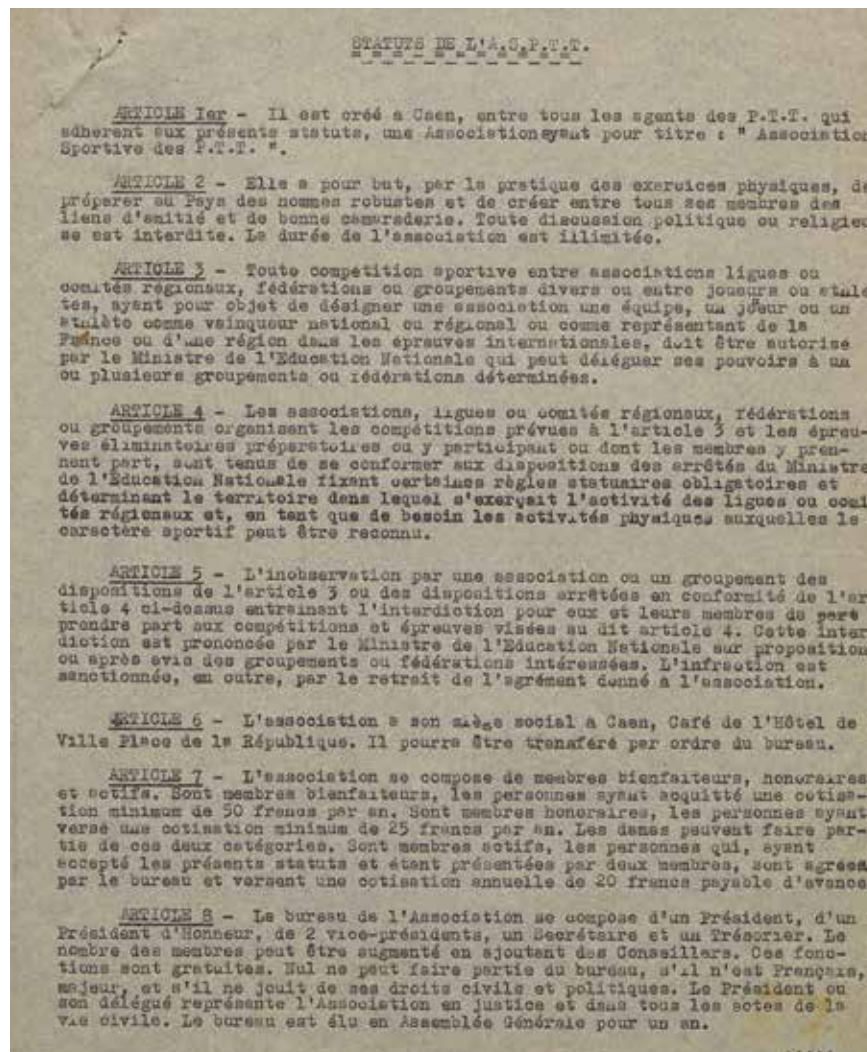 STATUTS DE L'A.S.P.T.T.
ARTICLE Ier - Il est créé a Caen, entre tous les agents des P.T.T. qui
adherent aux présents statuts, une Association ayant pour titre : " Association
Sportive des P.T.T. ".
ARTICLE 2 - Elle a pour but, par la pratique des exercices physiques, de
préparer au Pays des hommes robustes et de créer entre tous ses membres des
liens d'amitié et de bonne camaraderie. Toute discussion politique ou religieu
se est interdite. La durée de l'association est illimitée.
ARTICLE 3 - Toute compétition sportive entre associations ligues ou
comités régionaux, fédérations ou groupements divers ou entre joueurs ou athlè
tes, ayant pour objet de désigner une association une équipe, un joueur ou un
athlète comme vainqueur national ou régional ou comme représentant de la
France ou d'une région dans les épreuves internationales, doit être autorise
par le Ministre de l'Education Nationale qui peut déléguer ses pouvoirs à un
ou plusieurs groupements ou fédérations déterminées.
ARTICLE 4 - Les associations, ligues ou comités régionaux, fédérations
ou groupements organisant les compétitions prévues à l'article 3 et les épreu-
ves éliminatoires préparatoires ou y participant ou dont les membres y pren-
nent part, sont tenus de se conformer aux dispositions des arrêtés du Ministre
de l'Education Nationale fixant certaines règles statuaires obligatoires et
déterminant le territoire dans lequel s'exerçait l'activité des ligues ou comi
tés régionaux et, en tant que de besoin les activités physiques auxquelles le
caractère sportif peut être reconnu.
ARTICLE 5 - L'inobservation par une association ou un groupement des
dispositions de l'article 3 ou des dispositions arrêtées en conformité de l'ar
ticle 4 ci-dessus entrainant l'interdiction pour eux et leurs membres de part
prendre part aux compétitions et épreuves visées au dit article 4. Cette inter
diction est prononcée par le Ministre de l'Education Nationale sur proposition
ou après avis des groupements ou fédérations intéressées. L'infraction est
sanctionnée, en outre, par le retrait de l'agrément donné à l'association.
ARTICLE 6 - L'association a son siège social a Caen, Café de l'Hôtel de
Ville Place de la République. Il pourra être transféré par ordre du bureau.
ARTICLE 7 - L'association se compose de membres bienfaiteurs, honoraires
et actifs. Sont membres bienfaiteurs, les personnes ayant acquitté une cotisa-
tion minimum de 50 francs par an. Sont membres honoraires, les personnes ayant
versé une cotisation minimum de 25 francs par an. Les dames peuvent faire par-
tie de ces deux catégories. Sont membres actifs, les personnes qui, ayant
accepté les présents statuts et étant présentées par deux membres, sont agrées
par le bureau et versent une cotisation annuelle de 20 francs payable d'avance
ARTICLE 8 - Le bureau de l'Association se compose d'un Président, d'un
Président d'Honneur, de 2 vice-présidents, un Secrétaire et un Trésorier. Le
nombre des membres peut être augmenté en ajoutant des Conseillers. Ces fonc-
tions sont gratuites. Nul ne peut faire partie du bureau, s'il n'est Français,
majeur, et s'il ne jouit de ses droits civile et politiques. Le Président ou
son délégué représente l'Association en justice et dans tous les actes de la
vie civile. Le bureau est élu en Assemblée Générale pour un an.